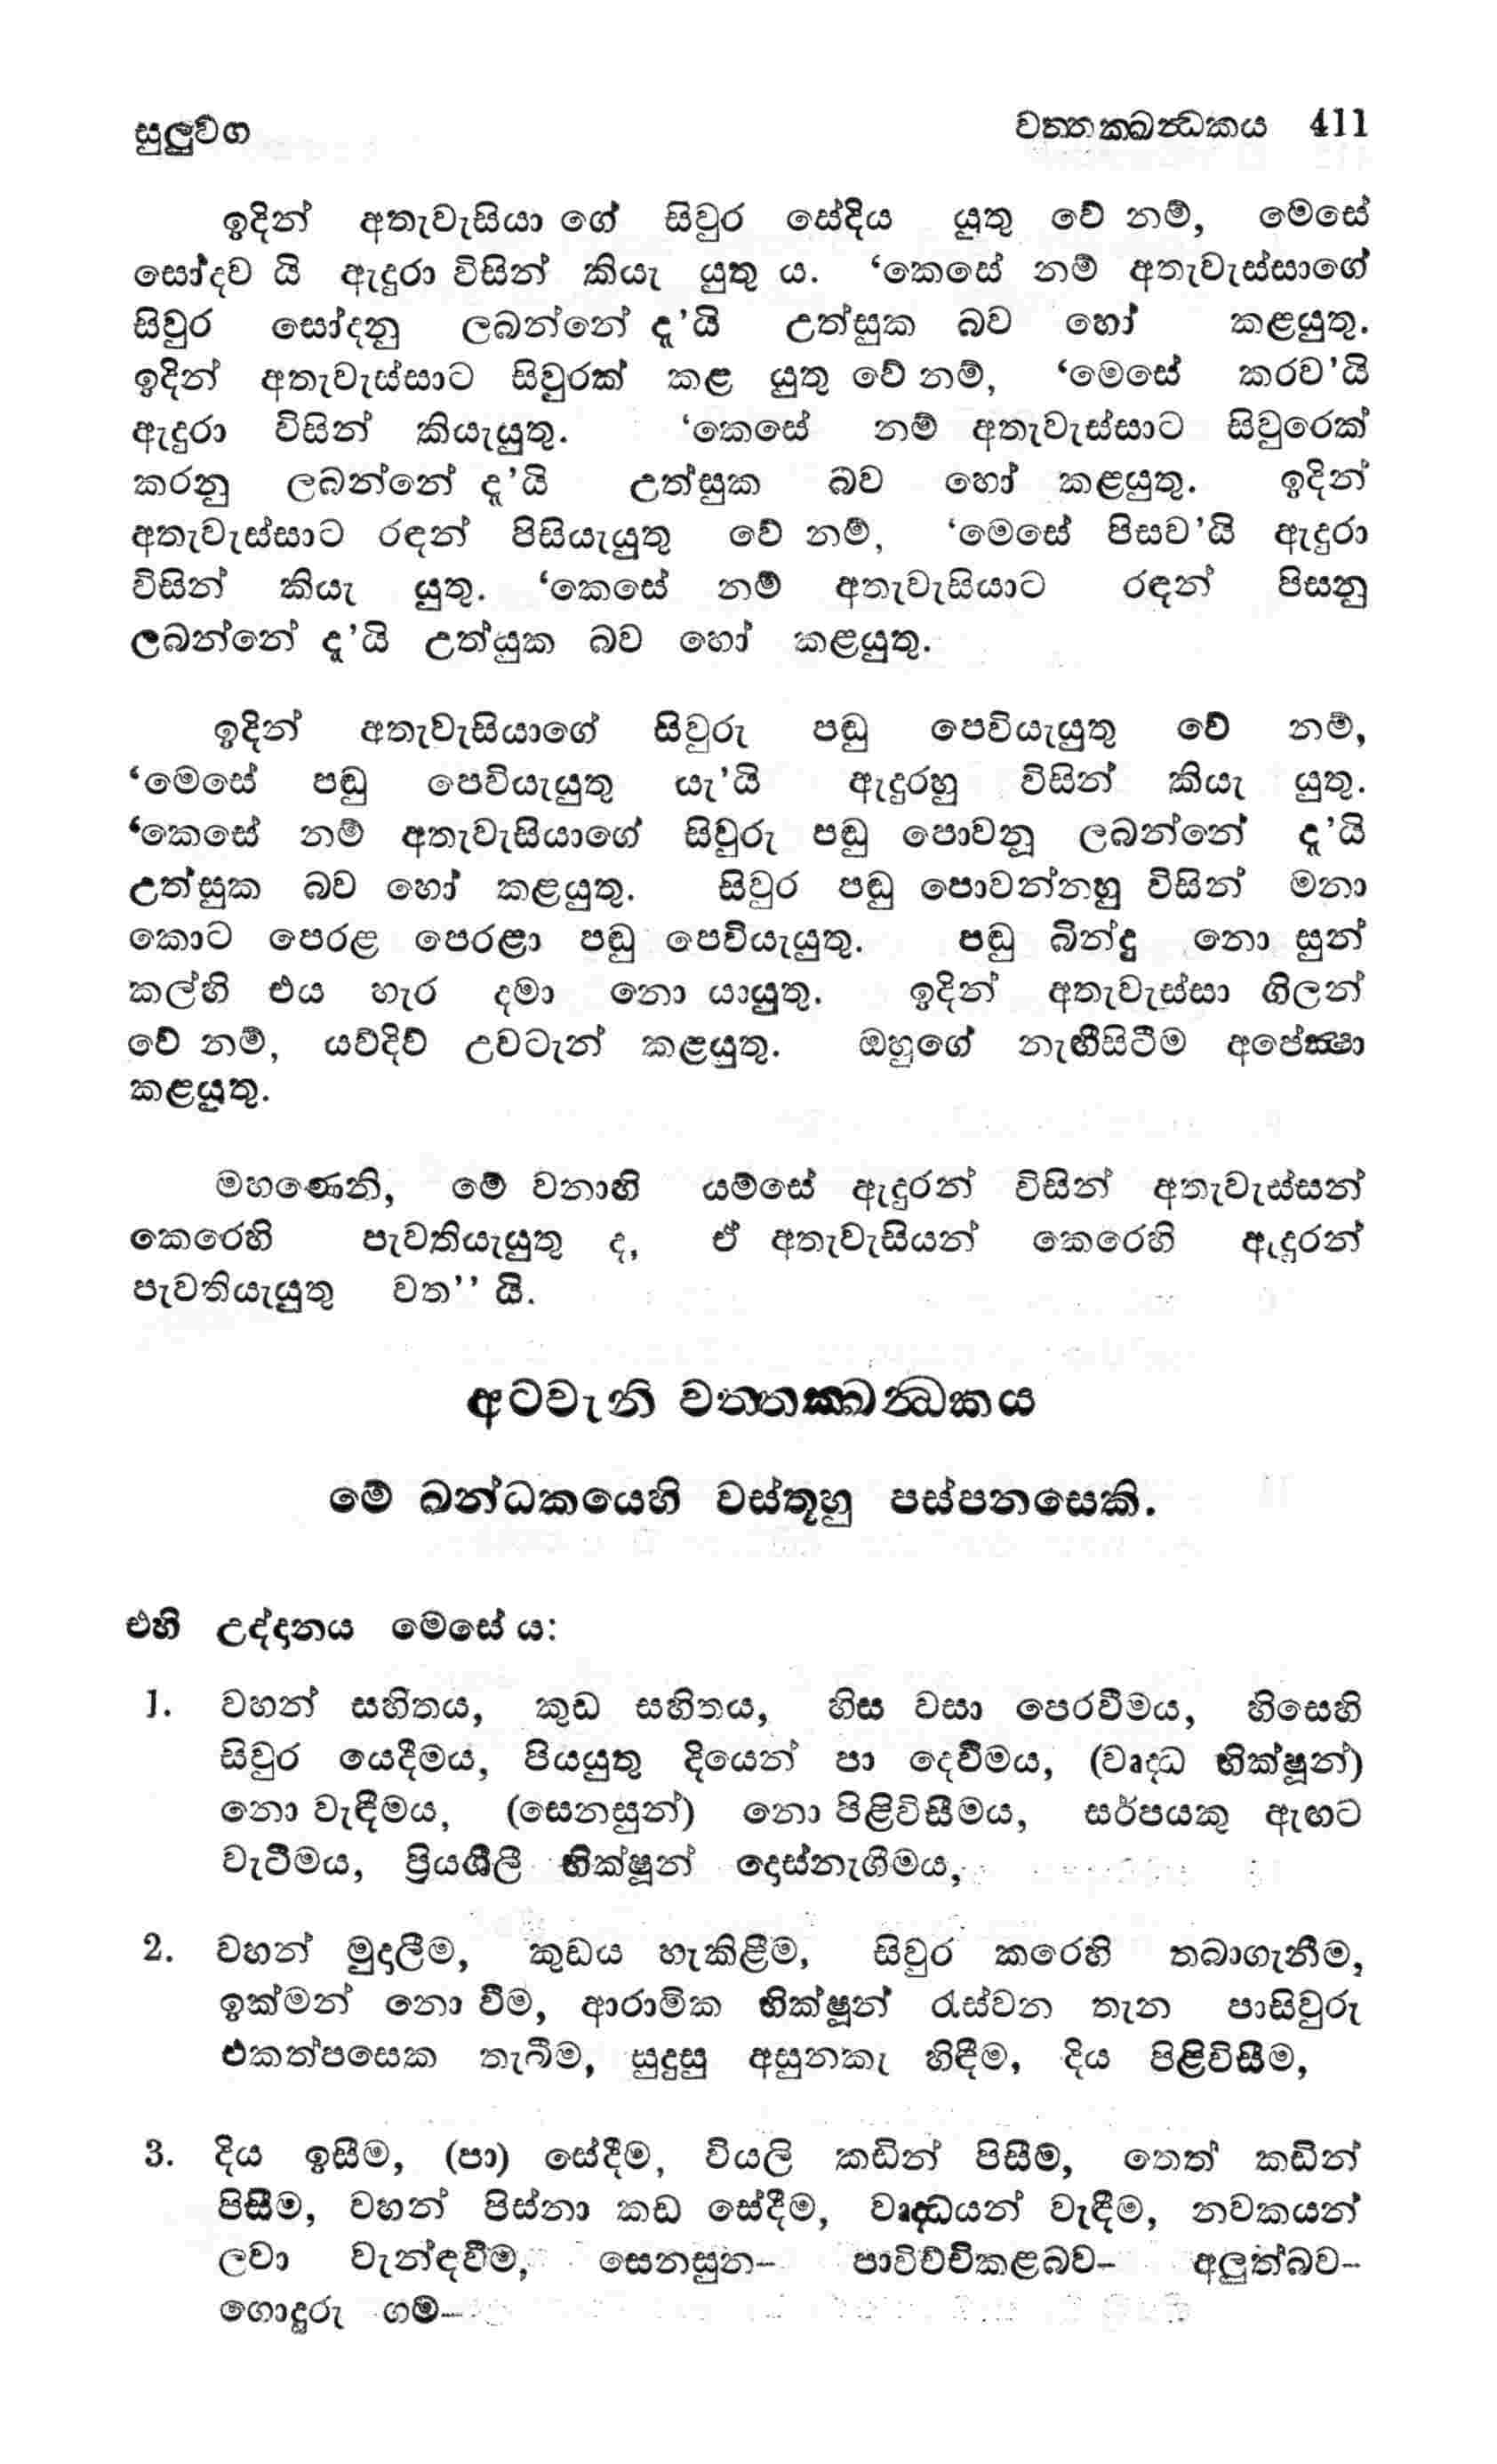 සුලුව්ග වත්තක්ඛන්ධකය 411
ඉදින් අතැවැසියා ගේ සිවුර සේදිය යුතු වේ නම්, මෙසේ
සෝදව යි ඇදුරා විසින් කියැ යුතු ය. ‘කෙසේ නම් අතැවැස්සාගේ
සිවුර සෝදනු ලබන්නේ දැ’යි උත්සුක බව හෝ කළයුතු.
ඉදින් අතැවැස්සාට සිවුරක් කළ යුතු වේ නම්, ‘මෙසේ කරව’යි
ඇදුරා විසින් කියැයුතු. ‘කෙසේ නම් අතැවැස්සාට සිවුරෙක්
කරනු ලබන්නේ දැ’යි උත්සුක බව හෝ කළයුතු. ඉදින්
අතැවැස්සාට රඳන් පිසියැයුතු වේ නම්, ‘මෙසේ පිසව’යි ඇදුරා
විසින් කියැ යුතු. ‘කෙසේ නම් අතැවැසියාට රඳන් පිසනු
ලබන්නේ දැ’යි උත්යුක බව හෝ කළයුතු.
ඉදින් අතැවැසියාගේ සිවුරු පඬු පෙවියැයුතු වේ නම්,
‘මෙසේ පඬු පෙවියැයුතු යැ’යි ඇදුරහු විසින් කියැ යුතු.
‘කෙසේ නම් අතැවැසියාගේ සිවුරු පඬු පොවනූ ලබන්නේ දැ’යි
උත්සුක බව හෝ කළයුතු. සිවුර පඬු පොවන්නහු විසින් මනා
කොට පෙරළ පෙරළා පඬු පෙවියැයුතු. පඬු බින්දු නො සුන්
කල්හි එය හැර දමා නො යායුතු. ඉදින් අතැවැස්සා ගිලන්
වේ නම්, යව්දිව් උවටැන් කළයුතු. ඔහුගේ නැඟීසිටීම අපේක්‍ෂා
කළයුතු.
මහණෙනි, මේ වනාහි යම්සේ ඇදුරන් විසින් අතැවැස්සන්
කෙරෙහි පැවතියැයුතු ද, ඒ අතැවැසියන් කෙරෙහි ඇදුරන්
පැවතියැයුතු වත’’ යි.
අටවැනි වත්තක්ඛන්ධකය
මේ ඛන්ධකයෙහි වස්තූහු පස්පනසෙකි.
එහි උද්දානය මෙසේ ය:
1. වහන් සහිතය, කුඩ සහිතය, හිස වසා පෙරවීමය, හිසෙහි
සිවුර යෙදීමය, පියයුතු දියෙන් පා දෙවීමය, (වෘද්ධ භික්ෂූන්)
නො වැඳීමය, (සෙනසුන්) නො පිළිවිසීමය, සර්පයකු ඇඟට
වැටීමය, ප්‍රියශීලී භික්ෂූන් දොස්නැගීමය,
2. වහන් මුදාලීම, කුඩය හැකිළීම, සිවුර කරෙහි තබාගැනීම,
ඉක්මන් නො වීම, ආරාමික භික්ෂූන් රැස්වන තැන පාසිවුරු
එකත්පසෙක තැබීම, සුදුසු අසුනකැ හිඳීම, දිය පිළිවිසීම,
3. දිය ඉසීම, (පා) සේදීම, වියලි කඩින් පිසීම, තෙත් කඩින්
පිසීම, වහන් පිස්නා කඩ සේදීම, වෘද්ධයන් වැඳීම, නවකයන්
ලවා වැන්දවීම, සෙනසුන- පාවිච්චිකළබව- අලුත්බව-
ගොදුරු ගම-